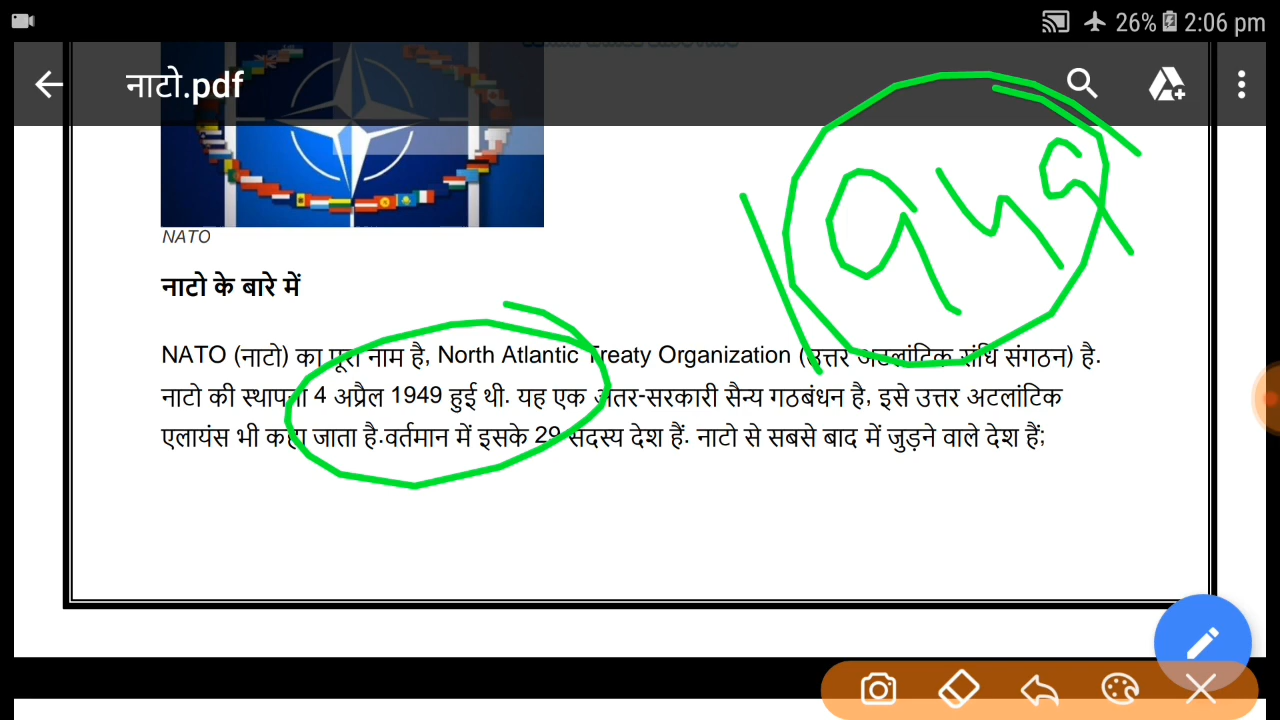 26% 2:06 pm
नाटो.pdf
1949
NATO
नाटो के बारे में
NATO (नाटो) का पूरा नाम है, North Atlantic Treaty Organization (उत्तर अटलांटिक संधि संगठन) है.
नाटो की स्थापना 4 अप्रैल 1949 हुई थी. यह एक अंतर-सरकारी सैन्य गठबंधन है, इसे उत्तर अटलांटिक
एलायंस भी कहा जाता है.वर्तमान में इसके 29 सदस्य देश हैं. नाटो से सबसे बाद में जुड़ने वाले देश हैं;